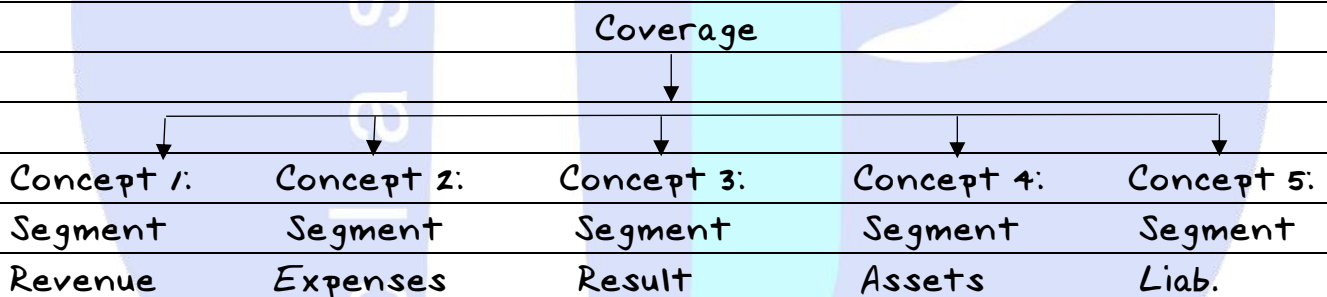 Coverage
Concept 1: Concept 2: Concept 3: Concept 4: Concept 5:
Segment Segment Segment Segment Segment
Revenue Expenses Result Assets Liab.